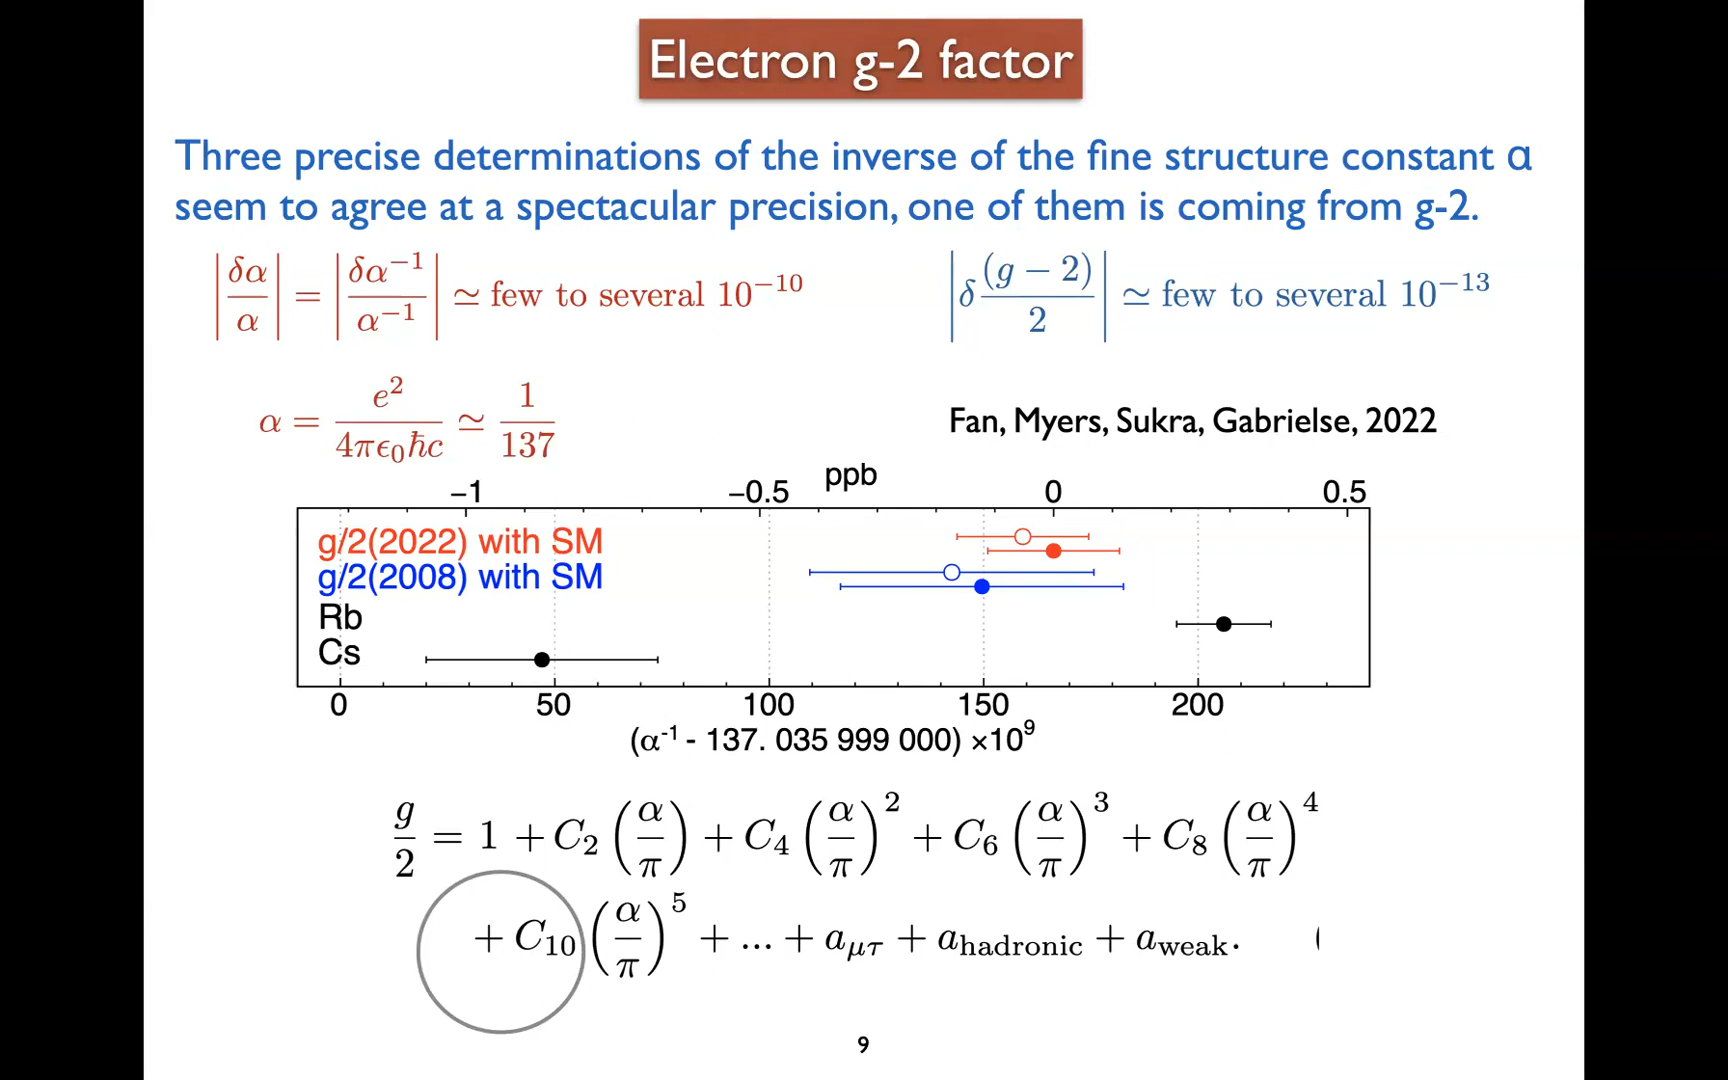 Electron g-2 factor
Three precise determinations of the inverse of the fine structure constant α
seem to agree at a spectacular precision, one of them is coming from g-2.
|δα/α| = |δα⁻¹/α⁻¹| ≃ few to several 10⁻¹⁰
|δ (g − 2)/2| ≃ few to several 10⁻¹³
α = e²/(4πϵ₀ħc) ≃ 1/137
Fan, Myers, Sukra, Gabrielse, 2022
ppb
−1 −0.5 0 0.5
g/2(2022) with SM
g/2(2008) with SM
Rb
Cs
0 50 100 150 200
(α⁻¹ - 137. 035 999 000) ×10⁹
g/2 = 1 + C₂ (α/π) + C₄ (α/π)² + C₆ (α/π)³ + C₈ (α/π)⁴
+ C₁₀ (α/π)⁵ + ... + a_μτ + a_hadronic + a_weak. (
9